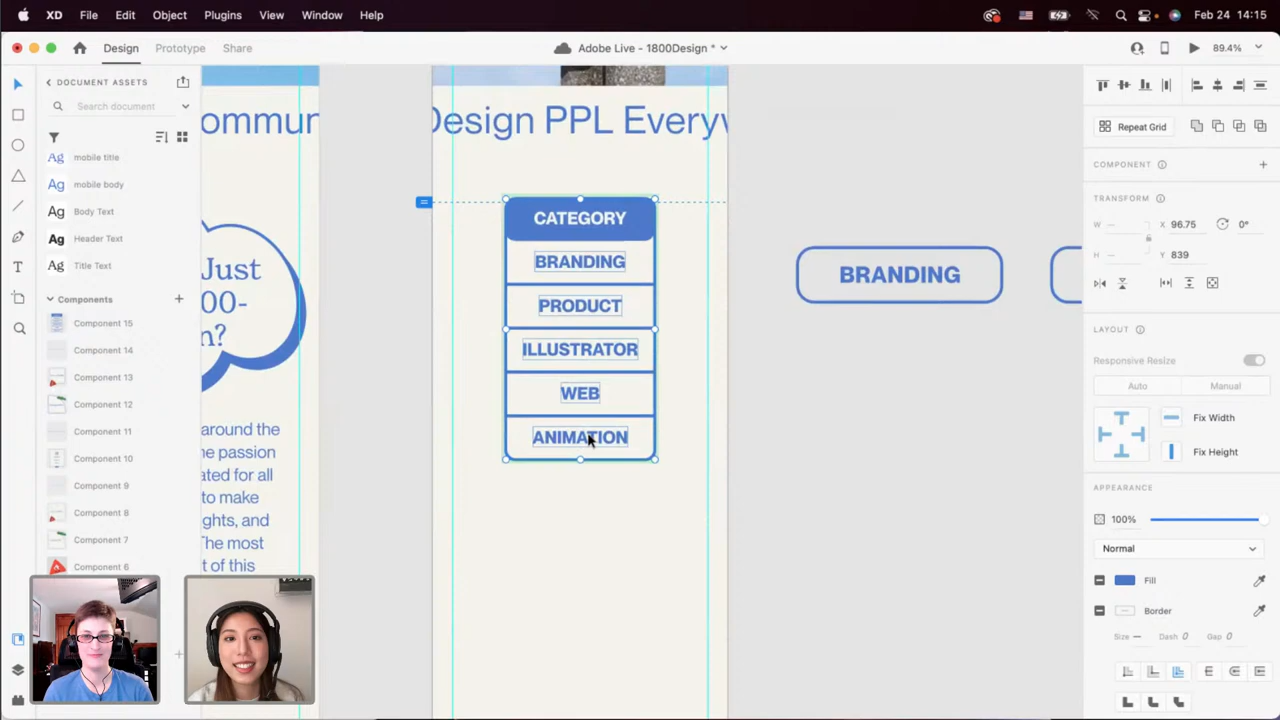 XD File Edit Object Plugins View Window Help Feb 24 14:15
Design Prototype Share Adobe Live - 1800Design * 89.4%
DOCUMENT ASSETS
Search document
Ag mobile title
Ag mobile body
Ag Body Text
Ag Header Text
Ag Title Text
Components
Component 15
Component 14
Component 13
Component 12
Component 11
Component 10
Component 9
Component 8
Component 7
Component 6
ommun
Just
00-
n?
around the
ne passion
ated for all
to make
ghts, and
The most
t of this
Design PPL Everyw
CATEGORY
BRANDING
PRODUCT
ILLUSTRATOR
WEB
ANIMATION
BRANDING
Repeat Grid
COMPONENT
TRANSFORM
W X 96.75 0°
H Y 839
LAYOUT
Responsive Resize
Auto Manual
Fix Width
Fix Height
APPEARANCE
100%
Normal
Fill
Border
Size Dash 0 Gap 0